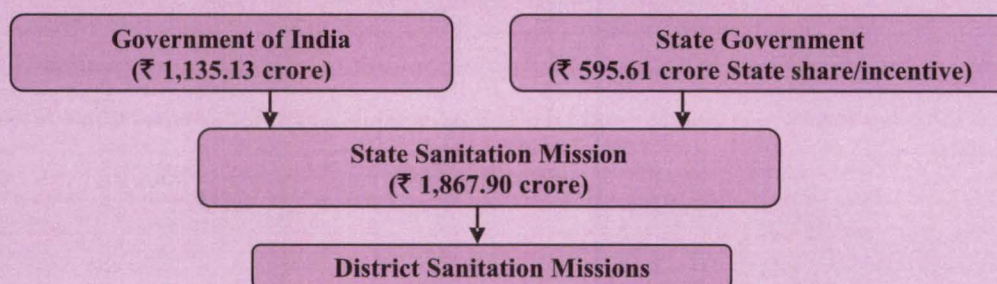 Government of India
(₹ 1,135.13 crore)
State Government
(₹ 595.61 crore State share/incentive)
State Sanitation Mission
(₹ 1,867.90 crore)
District Sanitation Missions